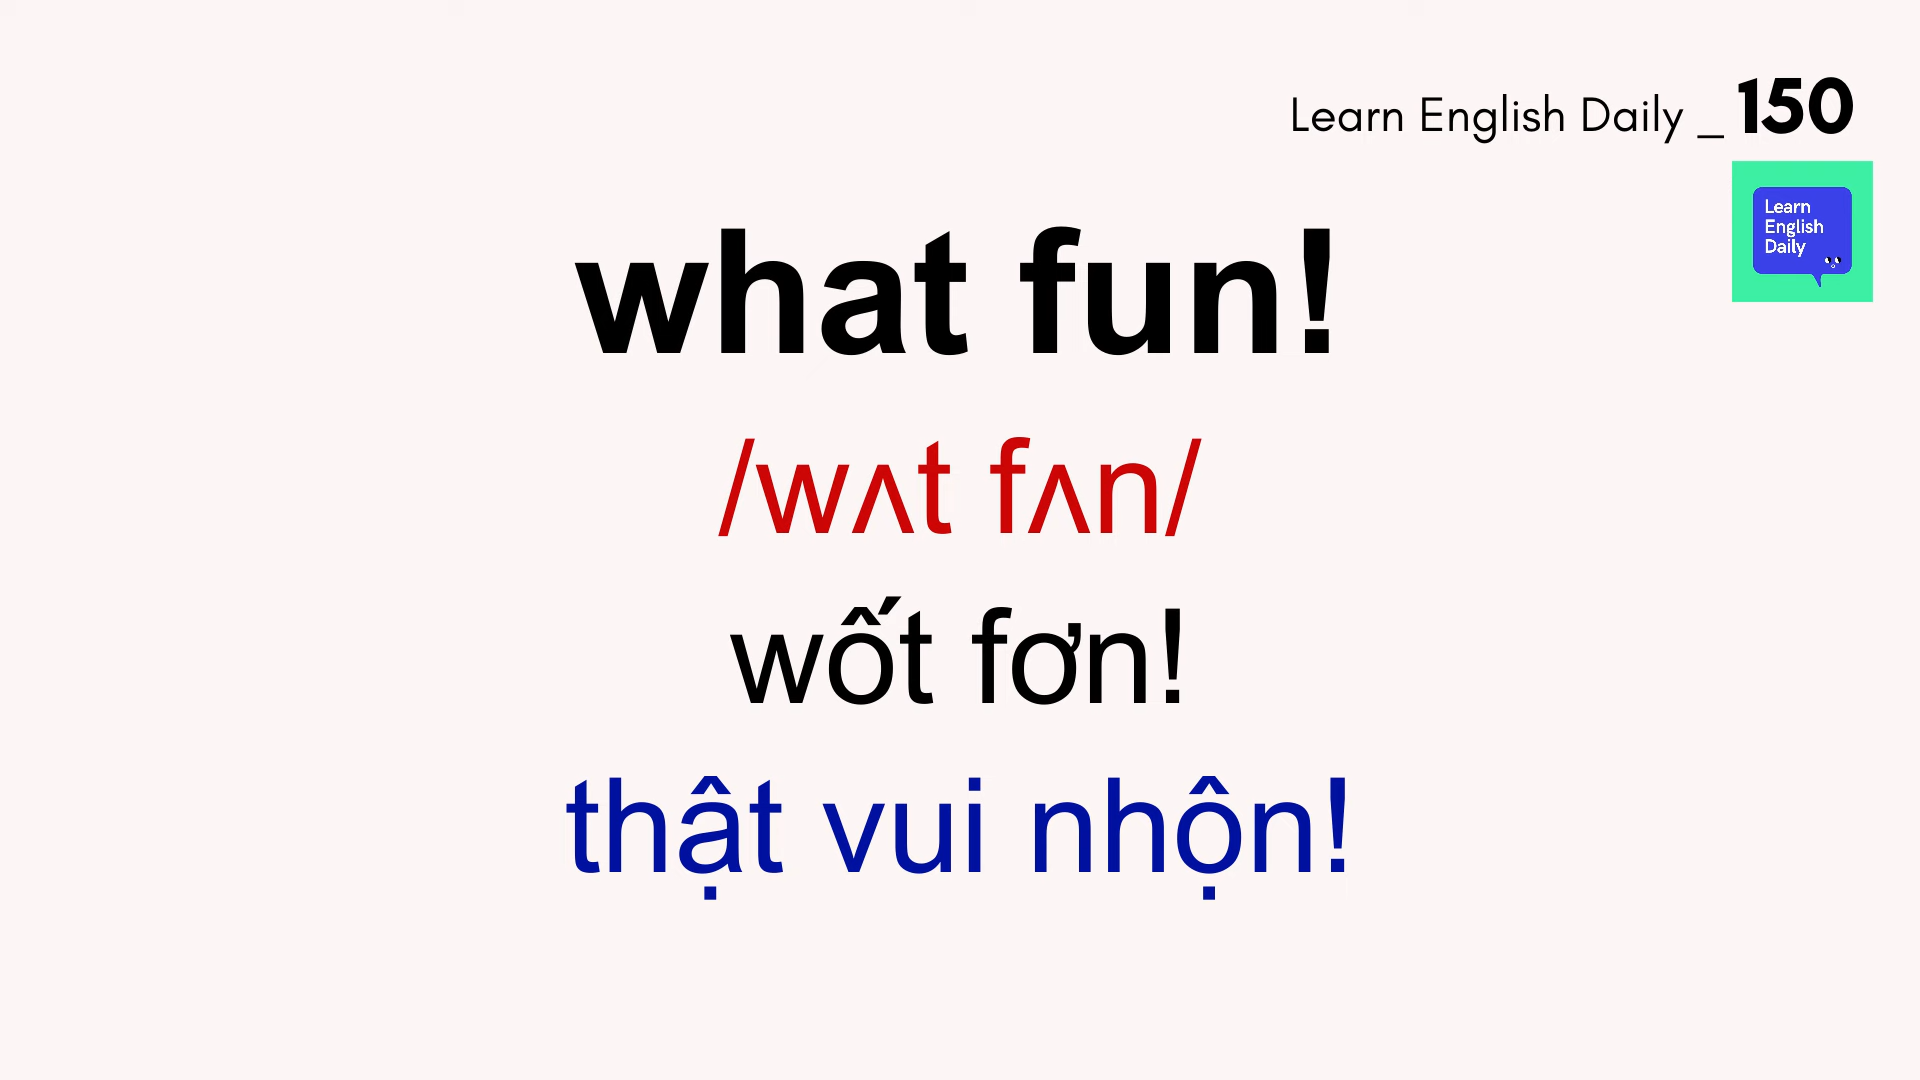 Learn English Daily _ 150
Learn
English
Daily
what fun!
/wʌt fʌn/
wốt fơn!
thật vui nhộn!